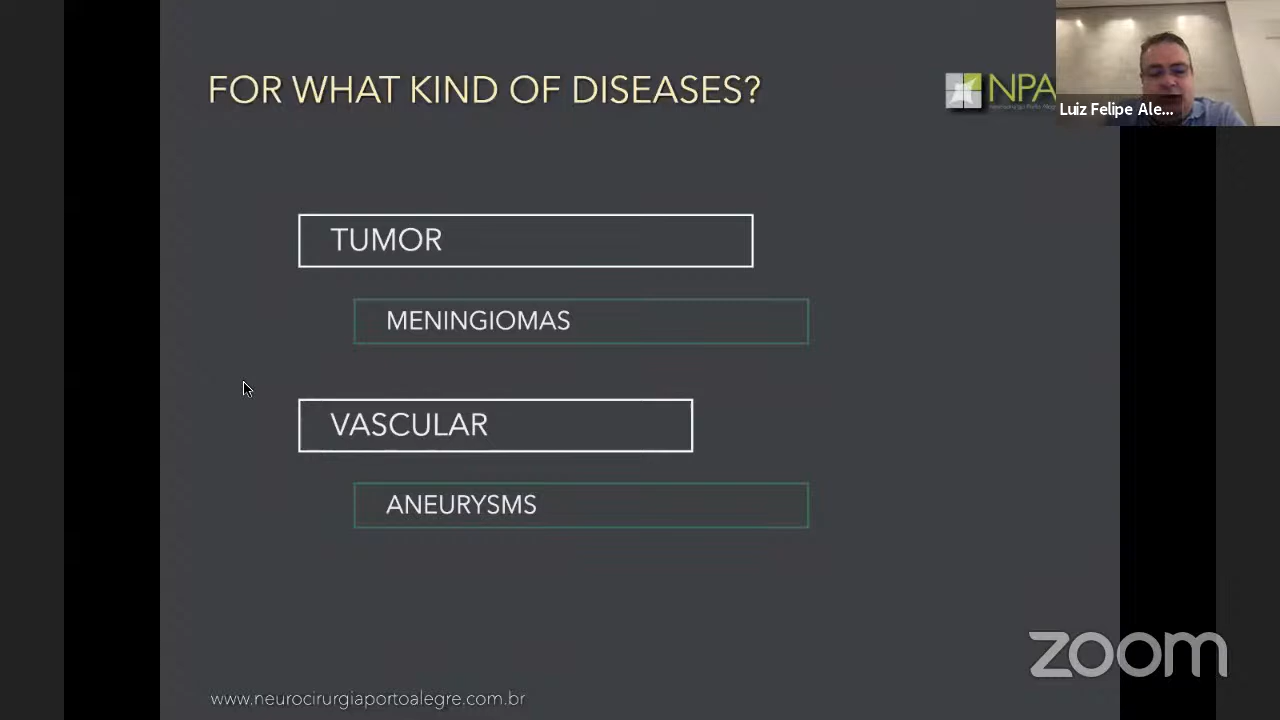 FOR WHAT KIND OF DISEASES?
NPA
Luiz Felipe Ale...
TUMOR
MENINGIOMAS
VASCULAR
ANEURYSMS
zoom
www.neurocirurgiaportoalegre.com.br